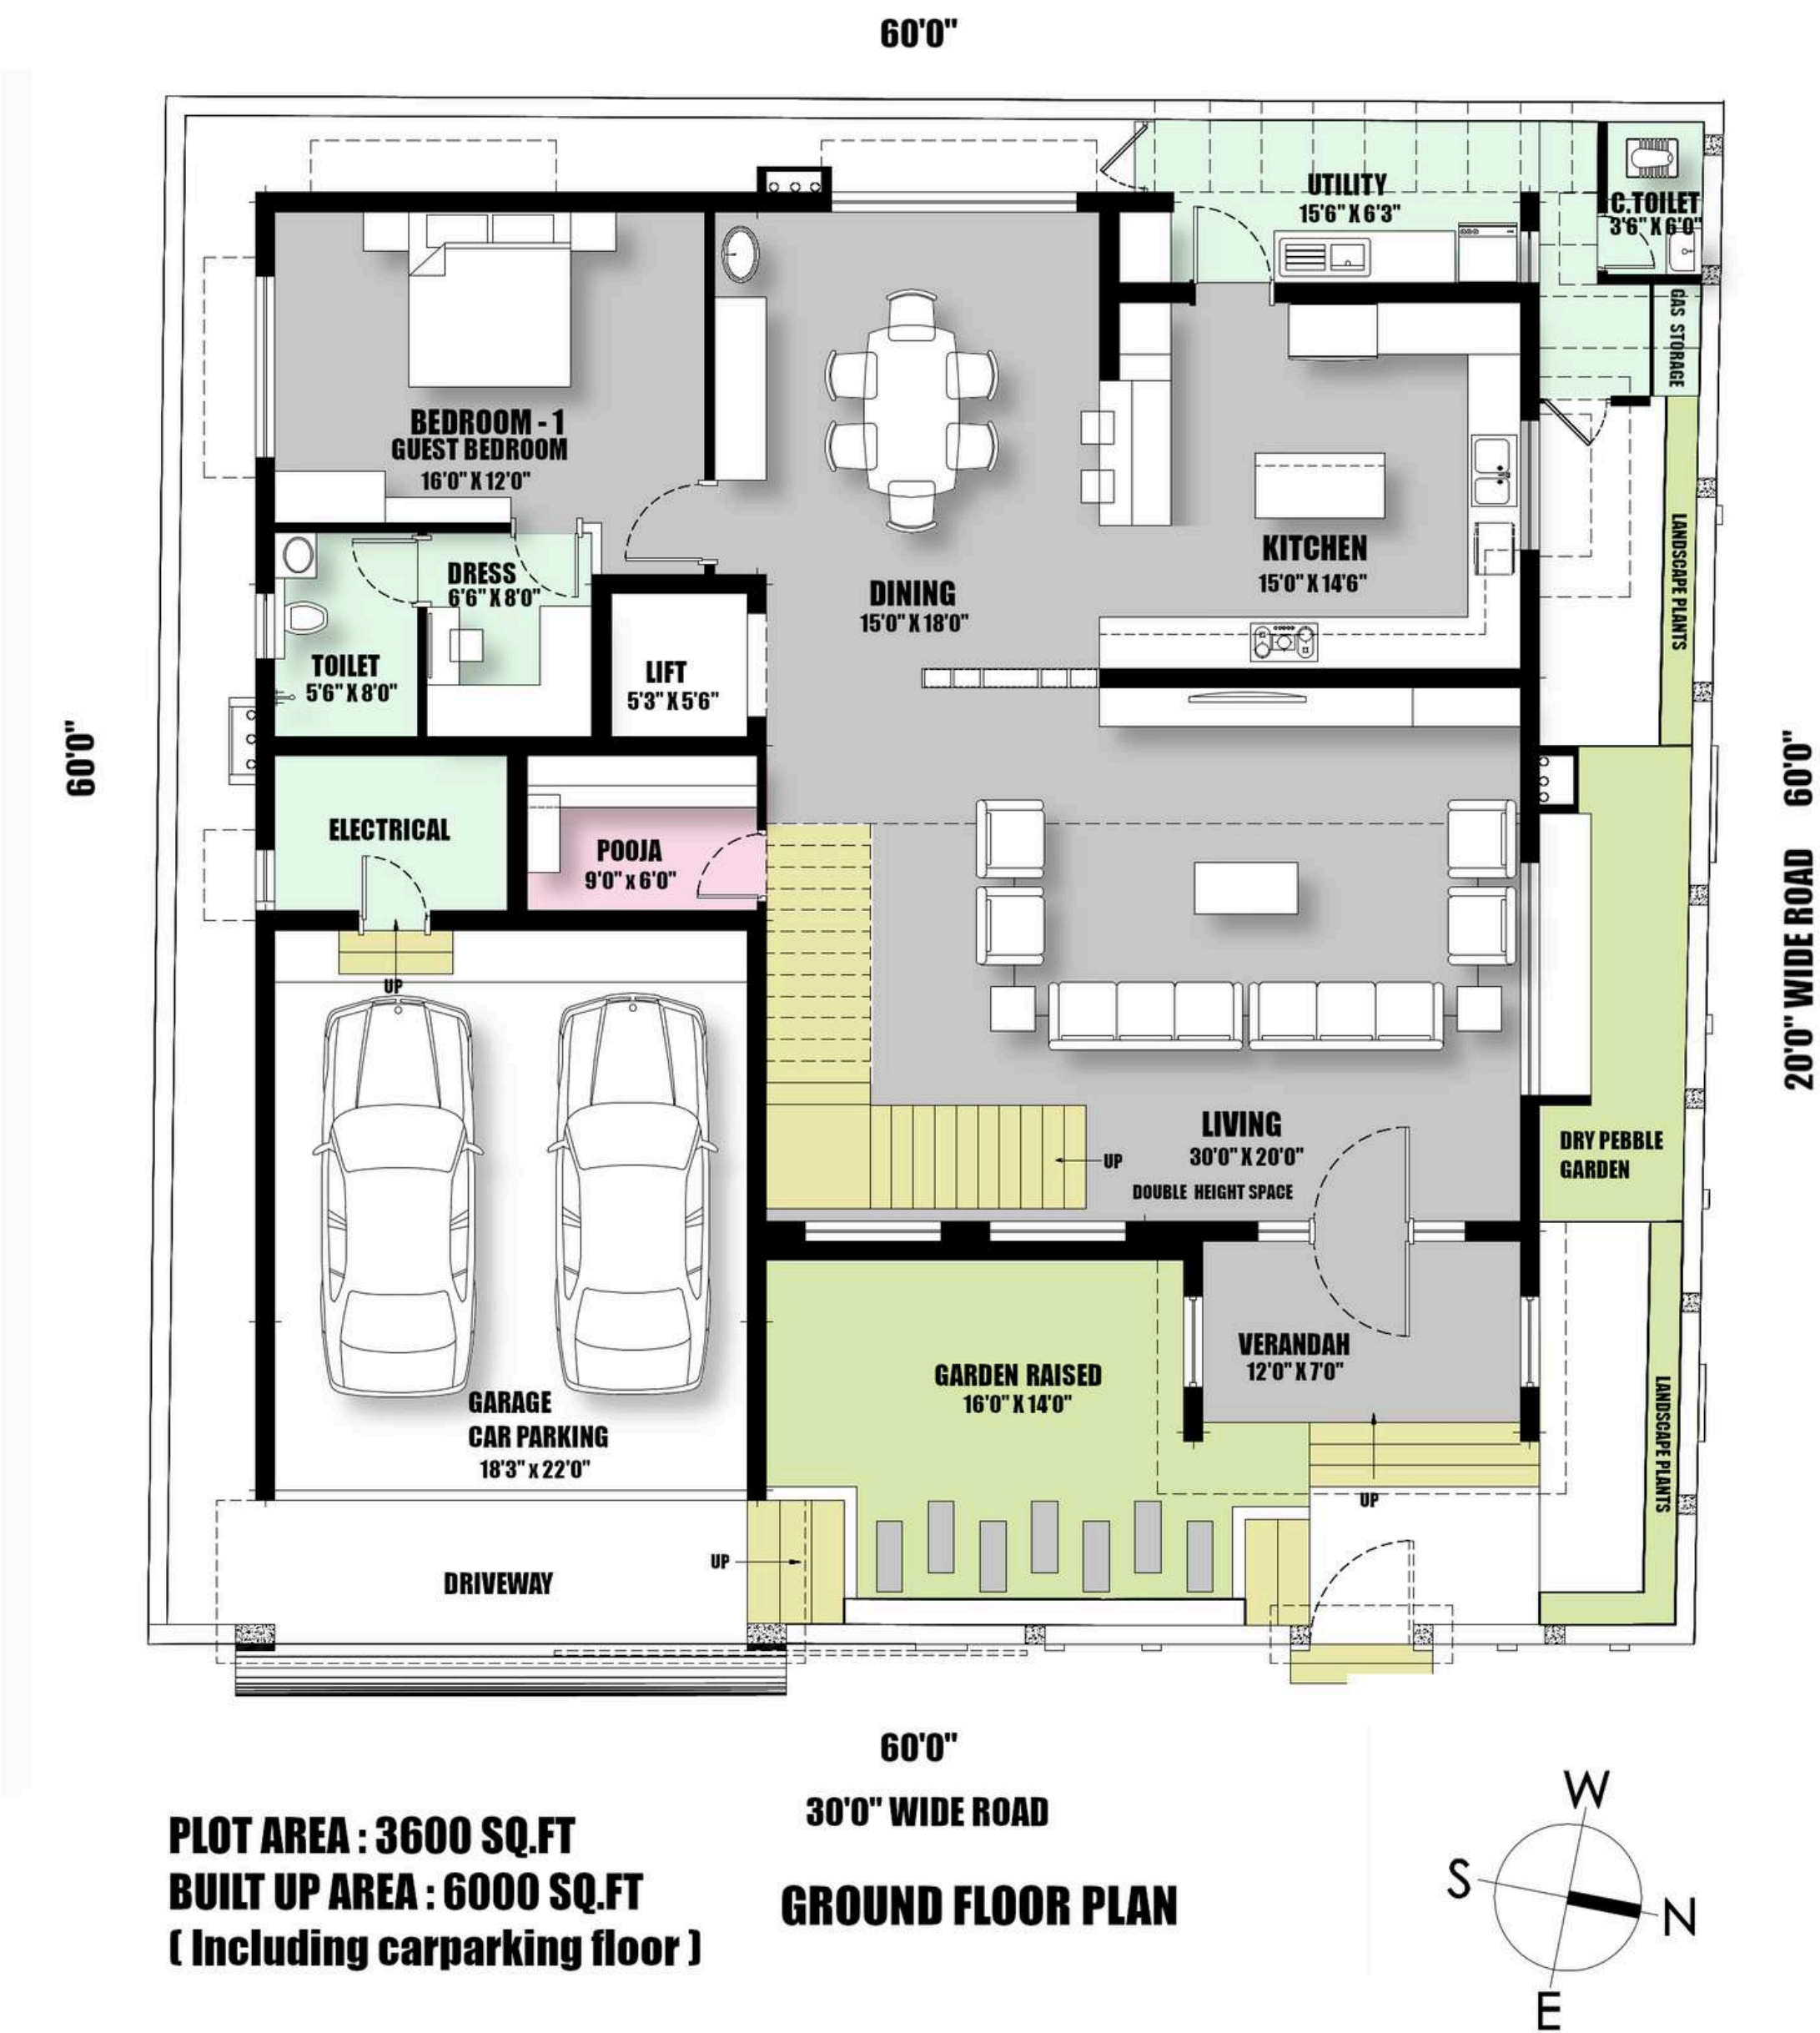 60'0"
UTILITY
15'6" X 6'3"
C.TOILET
3'6" X 6'0"
GAS STORAGE
BEDROOM - 1
GUEST BEDROOM
16'0" X 12'0"
DRESS
6'6" X 8'0"
TOILET
5'6" X 8'0"
LIFT
5'3" X 5'6"
DINING
15'0" X 18'0"
KITCHEN
15'0" X 14'6"
LANDSCAPE PLANTS
60'0"
60'0"
20'0" WIDE ROAD
ELECTRICAL
POOJA
9'0" x 6'0"
UP
LIVING
30'0" X 20'0"
DOUBLE HEIGHT SPACE
UP
DRY PEBBLE
GARDEN
GARDEN RAISED
16'0" X 14'0"
VERANDAH
12'0" X 7'0"
GARAGE
CAR PARKING
18'3" x 22'0"
LANDSCAPE PLANTS
UP
UP
DRIVEWAY
60'0"
30'0" WIDE ROAD
PLOT AREA : 3600 SQ.FT
BUILT UP AREA : 6000 SQ.FT
( Including carparking floor )
GROUND FLOOR PLAN
W
S
N
E